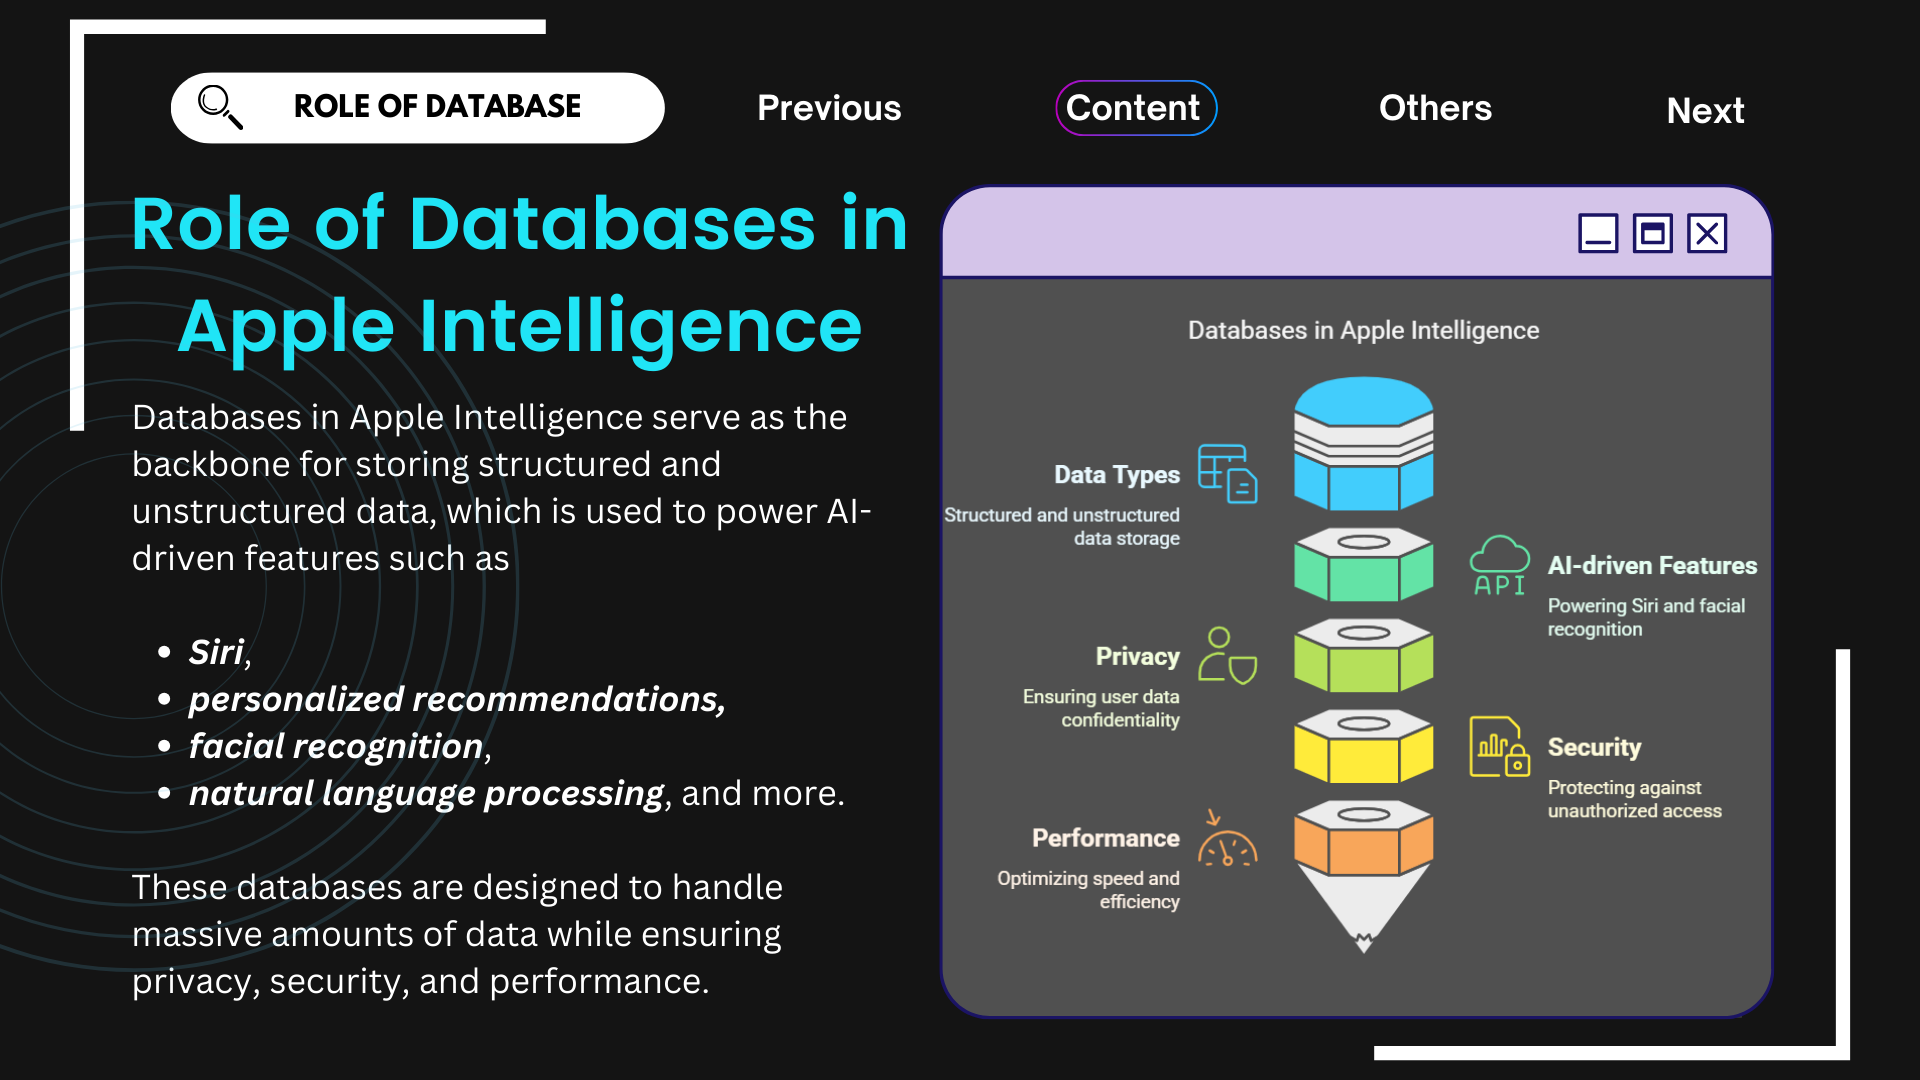 ROLE OF DATABASE
Previous
Content
Others
Next
Role of Databases in
Apple Intelligence
Databases in Apple Intelligence serve as the
backbone for storing structured and
unstructured data, which is used to power AI-
driven features such as
• Siri,
• personalized recommendations,
• facial recognition,
• natural language processing, and more.
These databases are designed to handle
massive amounts of data while ensuring
privacy, security, and performance.
Databases in Apple Intelligence
Data Types
Structured and unstructured
data storage
API
AI-driven Features
Powering Siri and facial
recognition
Privacy
Ensuring user data
confidentiality
Security
Protecting against
unauthorized access
Performance
Optimizing speed and
efficiency